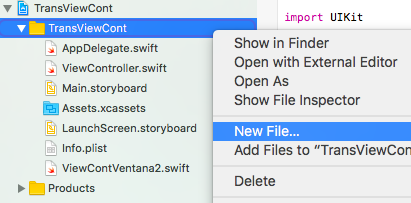 TransViewCont
TransViewCont
AppDelegate.swift
ViewController.swift
Main.storyboard
Assets.xcassets
LaunchScreen.storyboard
Info.plist
ViewContVentana2.swift
Products
import UIKit
Show in Finder
Open with External Editor
Open As
Show File Inspector
New File...
Add Files to “TransViewCon
Delete